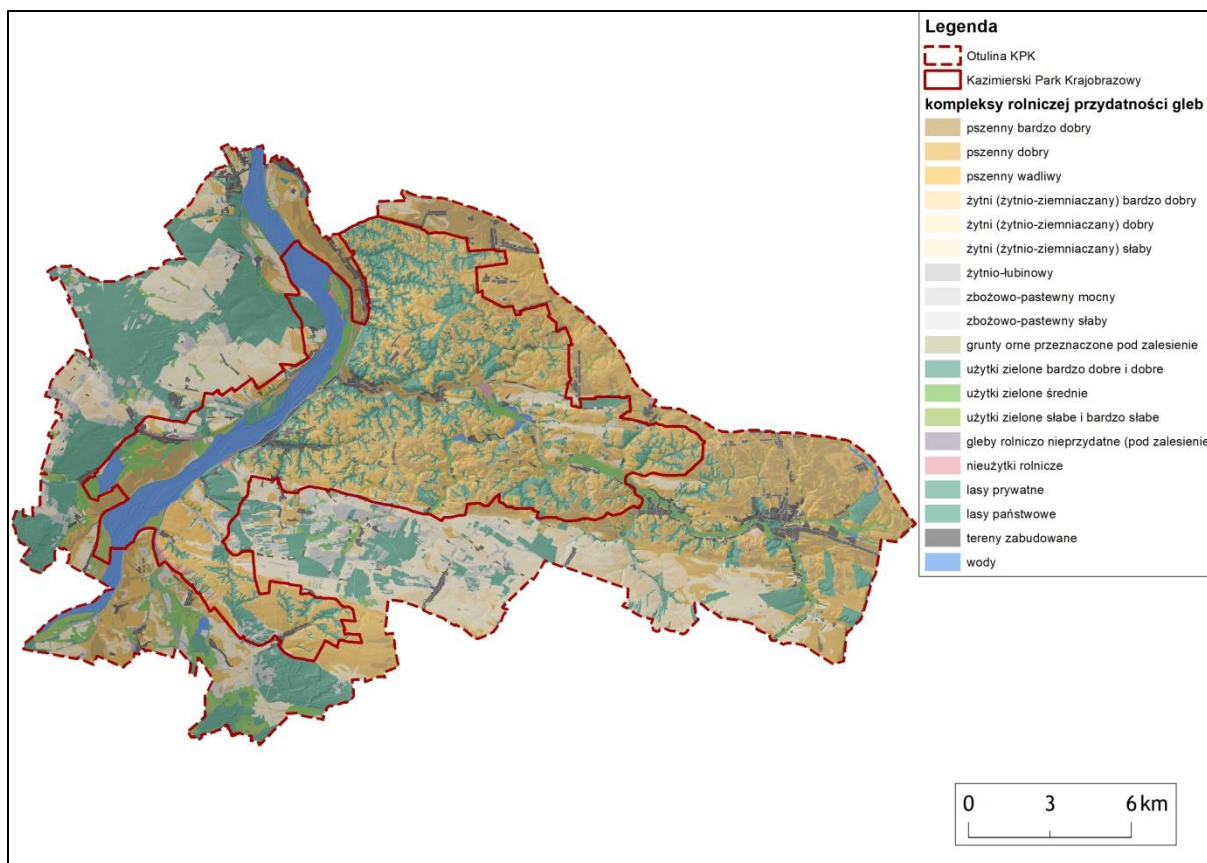 Legenda
Otulina KPK
Kazimierski Park Krajobrazowy
kompleksy rolniczej przydatności gleb
pszenny bardzo dobry
pszenny dobry
pszenny wadliwy
żytni (żytnio-ziemniaczany) bardzo dobry
żytni (żytnio-ziemniaczany) dobry
żytni (żytnio-ziemniaczany) słaby
żytnio-łubinowy
zbożowo-pastewny mocny
zbożowo-pastewny słaby
grunty orne przeznaczone pod zalesienie
użytki zielone bardzo dobre i dobre
użytki zielone średnie
użytki zielone słabe i bardzo słabe
gleby rolniczo nieprzydatne (pod zalesienie
nieużytki rolnicze
lasy prywatne
lasy państwowe
tereny zabudowane
wody
0 3 6 km